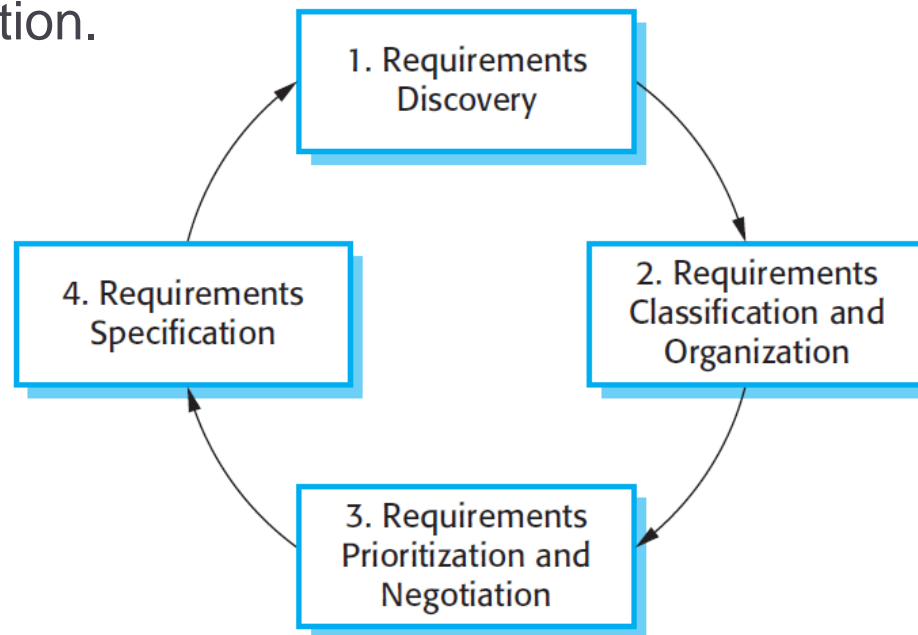 tion.
1. Requirements
Discovery
2. Requirements
Classification and
Organization
3. Requirements
Prioritization and
Negotiation
4. Requirements
Specification